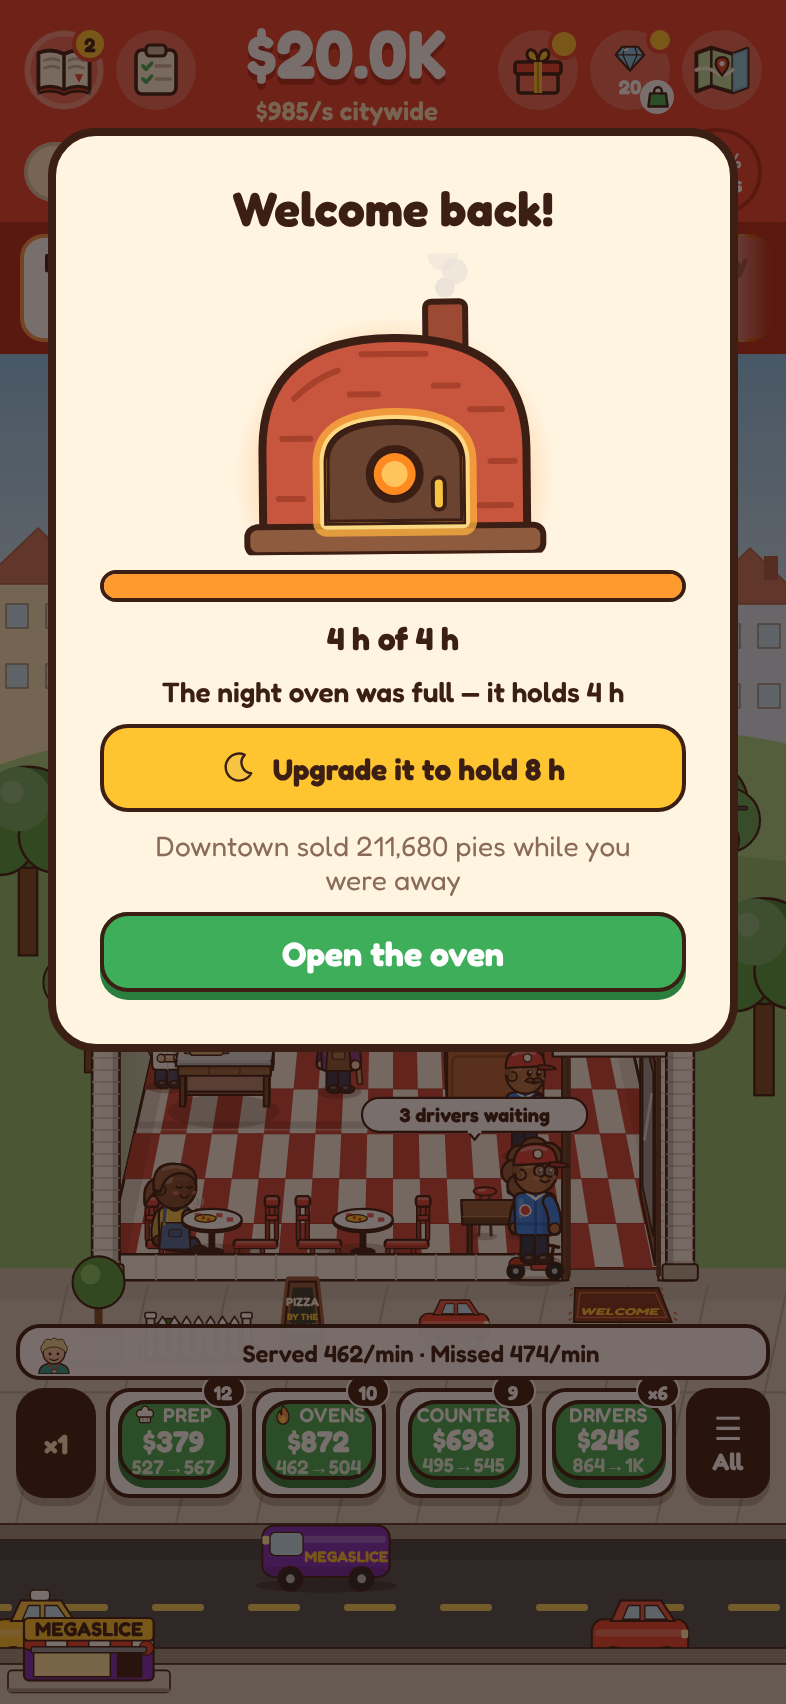 2
$20.0K
20
$985/s citywide
Welcome back!
4 h of 4 h
The night oven was full – it holds 4 h
Upgrade it to hold 8 h
Downtown sold 211,680 pies while you
were away
Open the oven
3 drivers waiting
PIZZA
BY THE
WELCOME
Served 462/min · Missed 474/min
x1
12
PREP
$379
527→567
10
OVENS
$872
462→504
9
COUNTER
$693
495→545
x6
DRIVERS
$246
864→1K
All
MEGASLICE
MEGASLICE